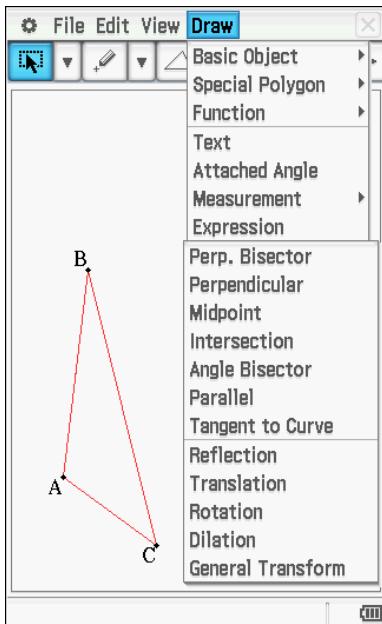 File Edit View Draw
Basic Object
Special Polygon
Function
Text
Attached Angle
Measurement
Expression
Perp. Bisector
Perpendicular
Midpoint
Intersection
Angle Bisector
Parallel
Tangent to Curve
Reflection
Translation
Rotation
Dilation
General Transform
B
A
C